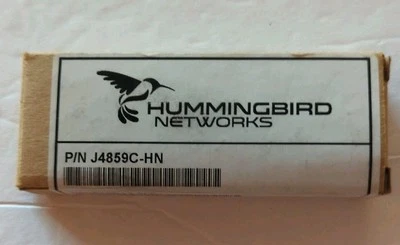 HUMMINGBIRD
NETWORKS
P/N J4859C-HN